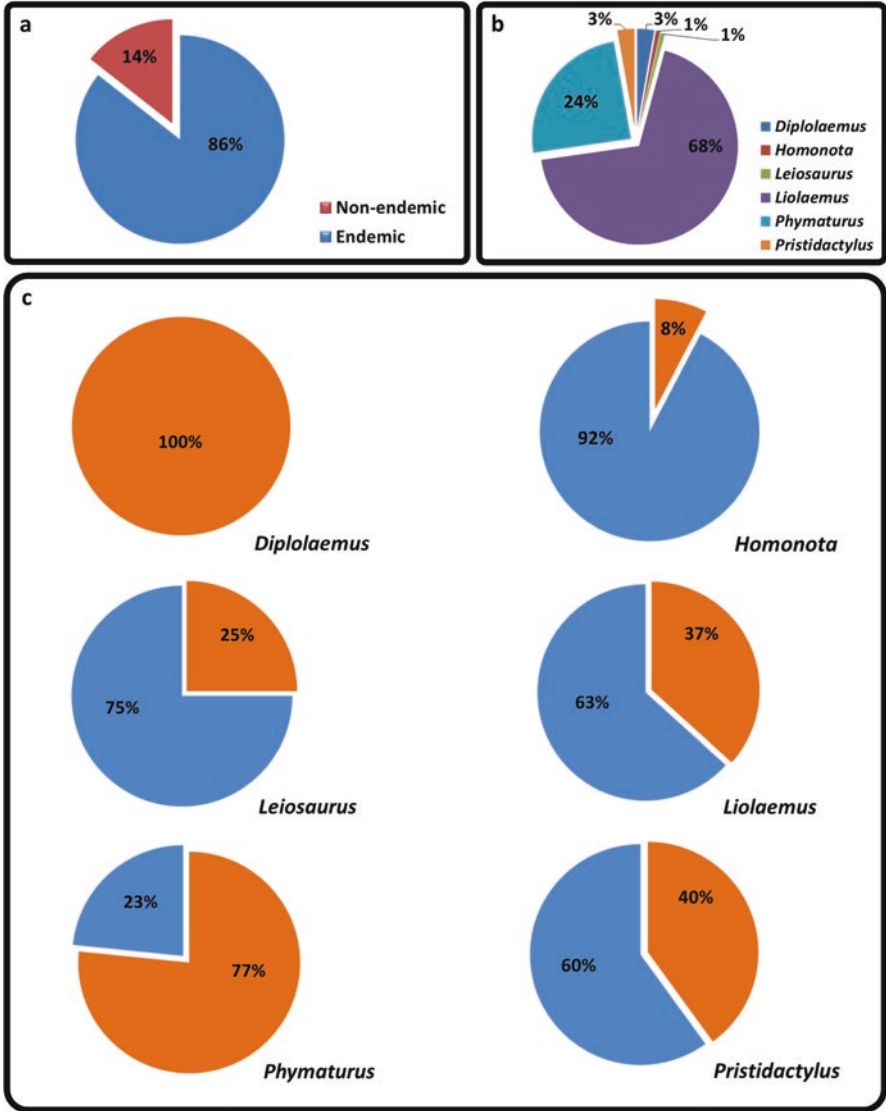 a
14%
86%
Non-endemic
Endemic
b
3%
3%
1%
1%
24%
68%
Diplolaemus
Homonota
Leiosaurus
Liolaemus
Phymaturus
Pristidactylus
c
100%
Diplolaemus
8%
92%
Homonota
25%
75%
Leiosaurus
37%
63%
Liolaemus
23%
77%
Phymaturus
40%
60%
Pristidactylus